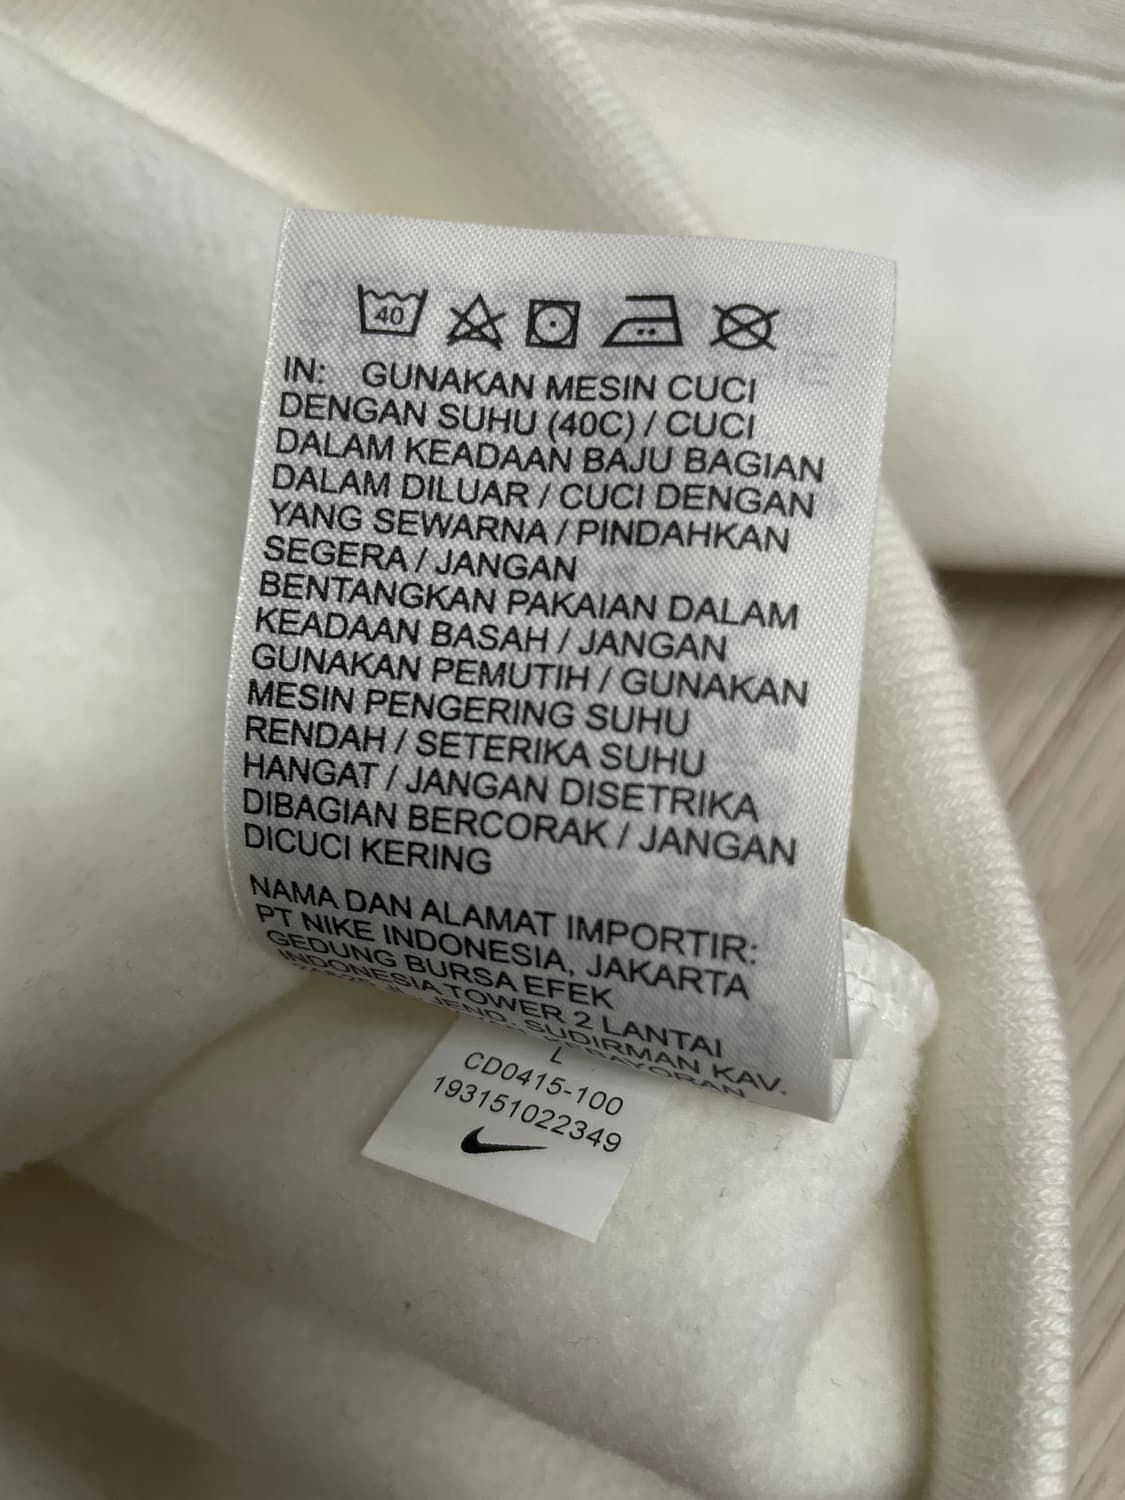 40
IN: GUNAKAN MESIN CUCI
DENGAN SUHU (40C) / CUCI
DALAM KEADAAN BAJU BAGIAN
DALAM DILUAR / CUCI DENGAN
YANG SEWARNA / PINDAHKAN
SEGERA / JANGAN
BENTANGKAN PAKAIAN DALAM
KEADAAN BASAH / JANGAN
GUNAKAN PEMUTIH / GUNAKAN
MESIN PENGERING SUHU
RENDAH / SETERIKA SUHU
HANGAT / JANGAN DISETRIKA
DIBAGIAN BERCORAK / JANGAN
DICUCI KERING
NAMA DAN ALAMAT IMPORTIR:
PT NIKE INDONESIA, JAKARTA
GEDUNG BURSA EFEK
INDONESIA TOWER 2 LANTAI
JEND. SUDIRMAN KAV.
L
CD0415-100
193151022349